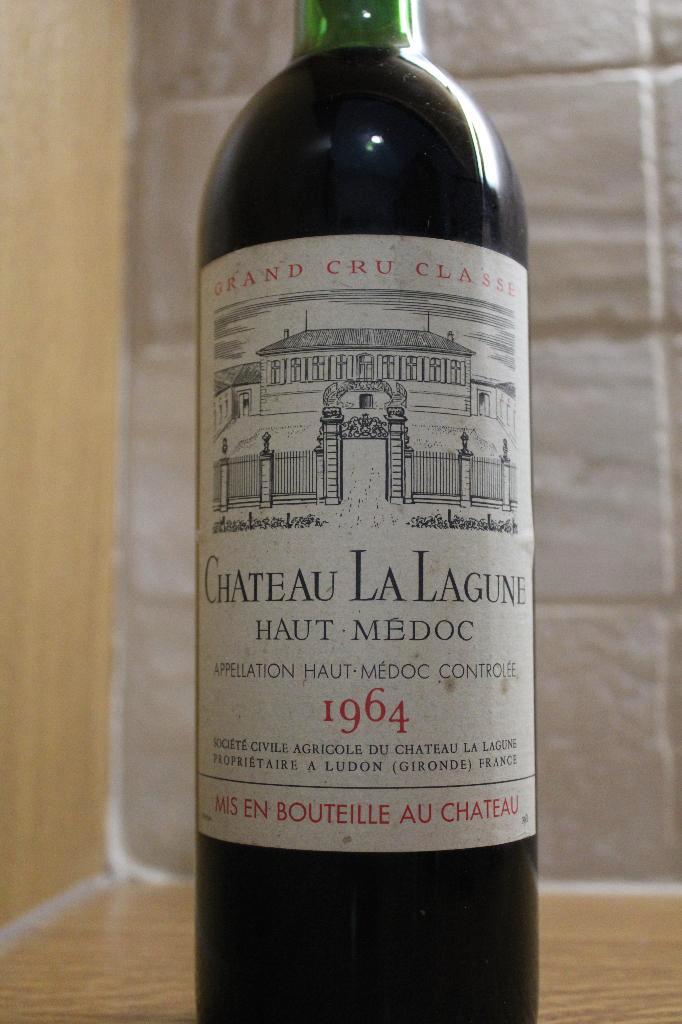 GRAND CRU CLASSÉ
CHATEAU LA LAGUNE
HAUT·MÉDOC
APPELLATION HAUT-MÉDOC CONTROLÉE
1964
SOCIÉTÉ CIVILE AGRICOLE DU CHATEAU LA LAGUNE
PROPRIÉTAIRE A LUDON (GIRONDE) FRANCE
MIS EN BOUTEILLE AU CHATEAU